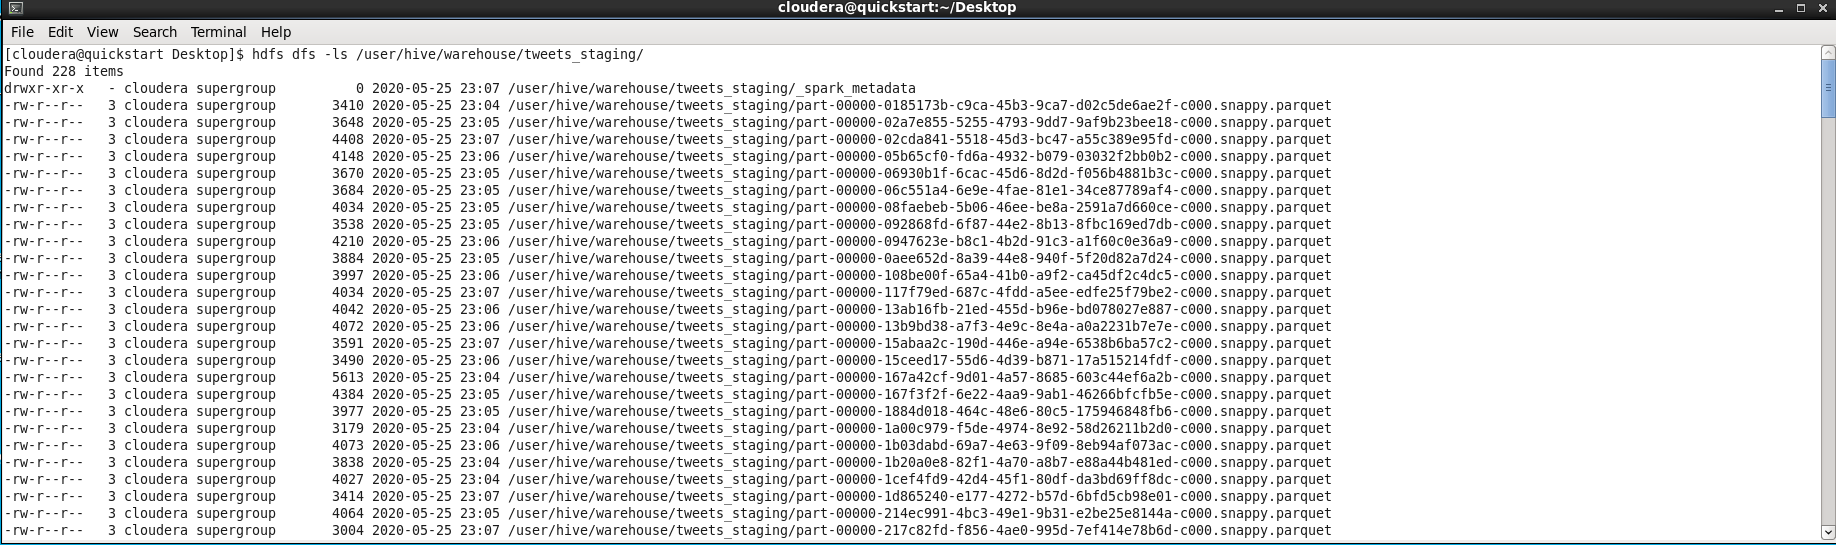 cloudera@quickstart:~/Desktop
File Edit View Search Terminal Help
[cloudera@quickstart Desktop]$ hdfs dfs -ls /user/hive/warehouse/tweets_staging/
Found 228 items
drwxr-xr-x   - cloudera supergroup          0 2020-05-25 23:07 /user/hive/warehouse/tweets_staging/_spark_metadata
-rw-r--r--   3 cloudera supergroup       3410 2020-05-25 23:04 /user/hive/warehouse/tweets_staging/part-00000-0185173b-c9ca-45b3-9ca7-d02c5de6ae2f-c000.snappy.parquet
-rw-r--r--   3 cloudera supergroup       3648 2020-05-25 23:05 /user/hive/warehouse/tweets_staging/part-00000-02a7e855-5255-4793-9dd7-9af9b23bee18-c000.snappy.parquet
-rw-r--r--   3 cloudera supergroup       4408 2020-05-25 23:07 /user/hive/warehouse/tweets_staging/part-00000-02cda841-5518-45d3-bc47-a55c389e95fd-c000.snappy.parquet
-rw-r--r--   3 cloudera supergroup       4148 2020-05-25 23:06 /user/hive/warehouse/tweets_staging/part-00000-05b65cf0-fd6a-4932-b079-03032f2bb0b2-c000.snappy.parquet
-rw-r--r--   3 cloudera supergroup       3670 2020-05-25 23:05 /user/hive/warehouse/tweets_staging/part-00000-06930b1f-6cac-45d6-8d2d-f056b4881b3c-c000.snappy.parquet
-rw-r--r--   3 cloudera supergroup       3684 2020-05-25 23:05 /user/hive/warehouse/tweets_staging/part-00000-06c551a4-6e9e-4fae-81e1-34ce87789af4-c000.snappy.parquet
-rw-r--r--   3 cloudera supergroup       4034 2020-05-25 23:05 /user/hive/warehouse/tweets_staging/part-00000-08faebeb-5b06-46ee-be8a-2591a7d660ce-c000.snappy.parquet
-rw-r--r--   3 cloudera supergroup       3538 2020-05-25 23:05 /user/hive/warehouse/tweets_staging/part-00000-092868fd-6f87-44e2-8b13-8fbc169ed7db-c000.snappy.parquet
-rw-r--r--   3 cloudera supergroup       4210 2020-05-25 23:06 /user/hive/warehouse/tweets_staging/part-00000-0947623e-b8c1-4b2d-91c3-a1f60c0e36a9-c000.snappy.parquet
-rw-r--r--   3 cloudera supergroup       3884 2020-05-25 23:05 /user/hive/warehouse/tweets_staging/part-00000-0aee652d-8a39-44e8-940f-5f20d82a7d24-c000.snappy.parquet
-rw-r--r--   3 cloudera supergroup       3997 2020-05-25 23:06 /user/hive/warehouse/tweets_staging/part-00000-108be00f-65a4-41b0-a9f2-ca45df2c4dc5-c000.snappy.parquet
-rw-r--r--   3 cloudera supergroup       4034 2020-05-25 23:07 /user/hive/warehouse/tweets_staging/part-00000-117f79ed-687c-4fdd-a5ee-edfe25f79be2-c000.snappy.parquet
-rw-r--r--   3 cloudera supergroup       4042 2020-05-25 23:06 /user/hive/warehouse/tweets_staging/part-00000-13ab16fb-21ed-455d-b96e-bd078027e887-c000.snappy.parquet
-rw-r--r--   3 cloudera supergroup       4072 2020-05-25 23:06 /user/hive/warehouse/tweets_staging/part-00000-13b9bd38-a7f3-4e9c-8e4a-a0a2231b7e7e-c000.snappy.parquet
-rw-r--r--   3 cloudera supergroup       3591 2020-05-25 23:07 /user/hive/warehouse/tweets_staging/part-00000-15abaa2c-190d-446e-a94e-6538b6ba57c2-c000.snappy.parquet
-rw-r--r--   3 cloudera supergroup       3490 2020-05-25 23:06 /user/hive/warehouse/tweets_staging/part-00000-15ceed17-55d6-4d39-b871-17a515214fdf-c000.snappy.parquet
-rw-r--r--   3 cloudera supergroup       5613 2020-05-25 23:04 /user/hive/warehouse/tweets_staging/part-00000-167a42cf-9d01-4a57-8685-603c44ef6a2b-c000.snappy.parquet
-rw-r--r--   3 cloudera supergroup       4384 2020-05-25 23:05 /user/hive/warehouse/tweets_staging/part-00000-167f3f2f-6e22-4aa9-9ab1-46266bfcfb5e-c000.snappy.parquet
-rw-r--r--   3 cloudera supergroup       3977 2020-05-25 23:05 /user/hive/warehouse/tweets_staging/part-00000-1884d018-464c-48e6-80c5-175946848fb6-c000.snappy.parquet
-rw-r--r--   3 cloudera supergroup       3179 2020-05-25 23:04 /user/hive/warehouse/tweets_staging/part-00000-1a00c979-f5de-4974-8e92-58d26211b2d0-c000.snappy.parquet
-rw-r--r--   3 cloudera supergroup       4073 2020-05-25 23:06 /user/hive/warehouse/tweets_staging/part-00000-1b03dabd-69a7-4e63-9f09-8eb94af073ac-c000.snappy.parquet
-rw-r--r--   3 cloudera supergroup       3838 2020-05-25 23:04 /user/hive/warehouse/tweets_staging/part-00000-1b20a0e8-82f1-4a70-a8b7-e88a44b481ed-c000.snappy.parquet
-rw-r--r--   3 cloudera supergroup       4027 2020-05-25 23:04 /user/hive/warehouse/tweets_staging/part-00000-1cef4fd9-42d4-45f1-80df-da3bd69ff8dc-c000.snappy.parquet
-rw-r--r--   3 cloudera supergroup       3414 2020-05-25 23:07 /user/hive/warehouse/tweets_staging/part-00000-1d865240-e177-4272-b57d-6bfd5cb98e01-c000.snappy.parquet
-rw-r--r--   3 cloudera supergroup       4064 2020-05-25 23:05 /user/hive/warehouse/tweets_staging/part-00000-214ec991-4bc3-49e1-9b31-e2be25e8144a-c000.snappy.parquet
-rw-r--r--   3 cloudera supergroup       3004 2020-05-25 23:07 /user/hive/warehouse/tweets_staging/part-00000-217c82fd-f856-4ae0-995d-7ef414e78b6d-c000.snappy.parquet